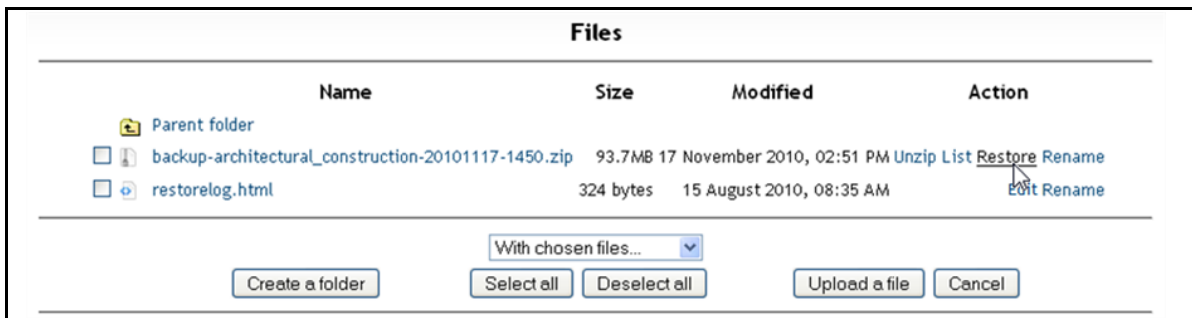 Files
Name Size Modified Action
Parent folder
backup-architectural_construction-20101117-1450.zip 93.7MB 17 November 2010, 02:51 PM Unzip List Restore Rename
restorelog.html 324 bytes 15 August 2010, 08:35 AM Edit Rename
With chosen files...
Create a folder Select all Deselect all Upload a file Cancel